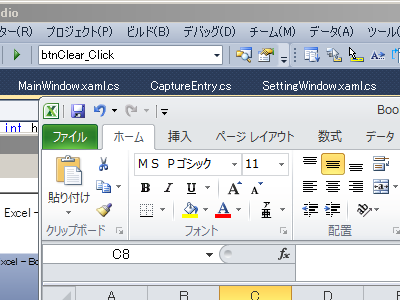 dio
ター(R) プロジェクト(P) ビルド(B) デバッグ(D) チーム(M) データ(A) ツール(
btnClear_Click
MainWindow.xaml.cs CaptureEntry.cs SettingWindow.xaml.cs
Boo
int h
ファイル ホーム 挿入 ページ レイアウト 数式 データ
ＭＳ Ｐゴシック 11
貼り付け
B I U A A
A ア亜
クリップボード フォント 配置
Excel –
C8 fx
xcel – Bo
A B C D E